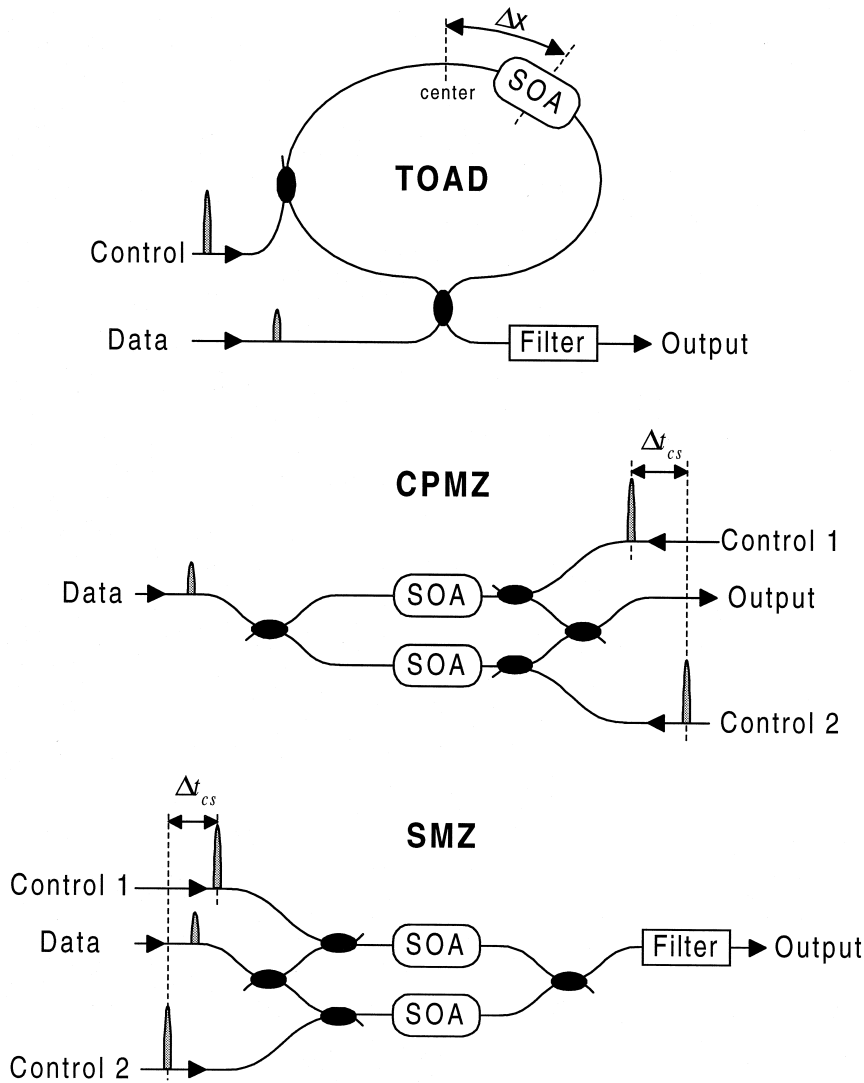 Δx
SOA
center
TOAD
Control
Data
Filter
Output
Δt_cs
CPMZ
Control 1
Data
SOA
Output
SOA
Control 2
Δt_cs
SMZ
Control 1
Data
SOA
Filter
Output
SOA
Control 2